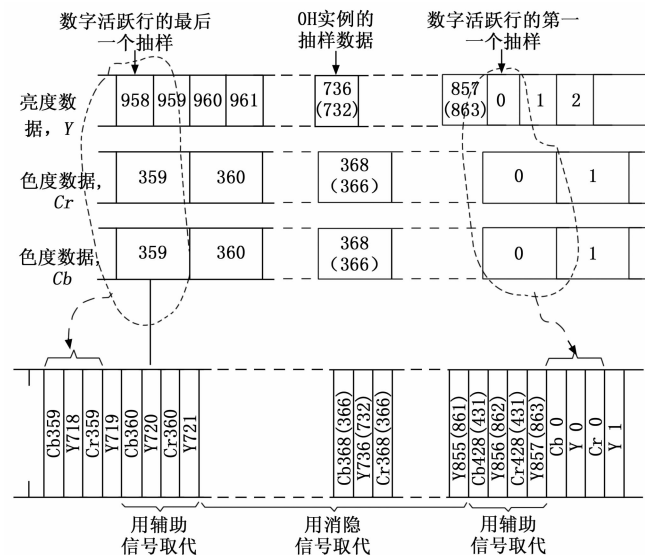 数字活跃行的最后
一个抽样
OH实例的
抽样数据
数字活跃行的第一
一个抽样
亮度数
据，Y
958 959 960 961
736
(732)
857
(863)
0 1 2
色度数据,
Cr
359 360
368
(366)
0 1
色度数据,
Cb
359 360
368
(366)
0 1
Cb359
Y718
Cr359
Y719
Cb360
Y720
Cr360
Y721
Cb368(366)
Y736(732)
Cr368(366)
Y855(861)
Cb428(431)
Y856(862)
Cr428(431)
Y857(863)
Cb 0
Y 0
Cr 0
Y 1
用辅助
信号取代
用消隐
信号取代
用辅助
信号取代